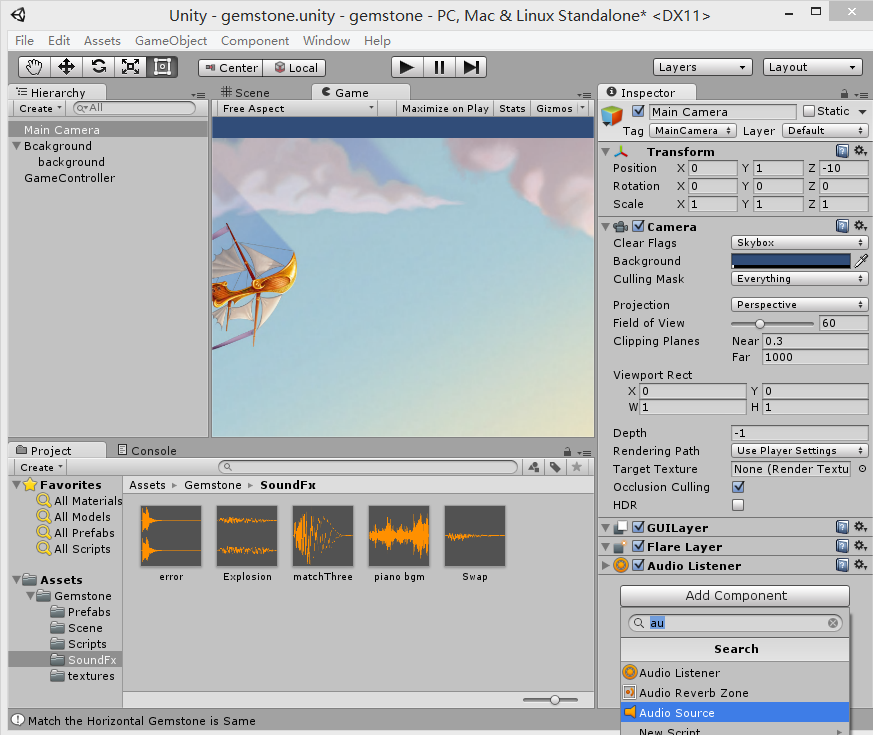 Unity - gemstone.unity - gemstone - PC, Mac & Linux Standalone* <DX11>
File Edit Assets GameObject Component Window Help
Center Local Layers Layout
Hierarchy
Create All
Main Camera
Bcakground
background
GameController
Scene Game
Free Aspect Maximize on Play Stats Gizmos
Inspector
Main Camera Static
Tag MainCamera Layer Default
Transform
Position X 0 Y 1 Z -10
Rotation X 0 Y 0 Z 0
Scale X 1 Y 1 Z 1
Camera
Clear Flags Skybox
Background
Culling Mask Everything
Projection Perspective
Field of View 60
Clipping Planes Near 0.3
Far 1000
Viewport Rect
X 0 Y 0
W 1 H 1
Depth -1
Rendering Path Use Player Settings
Target Texture None (Render Textu
Occlusion Culling
HDR
GUILayer
Flare Layer
Audio Listener
Add Component
au
Search
Audio Listener
Audio Reverb Zone
Audio Source
New Script
Project Console
Create
Favorites
All Materials
All Models
All Prefabs
All Scripts
Assets
Gemstone
Prefabs
Scene
Scripts
SoundFx
textures
Assets ▸ Gemstone ▸ SoundFx
error Explosion matchThree piano bgm Swap
Match the Horizontal Gemstone is Same